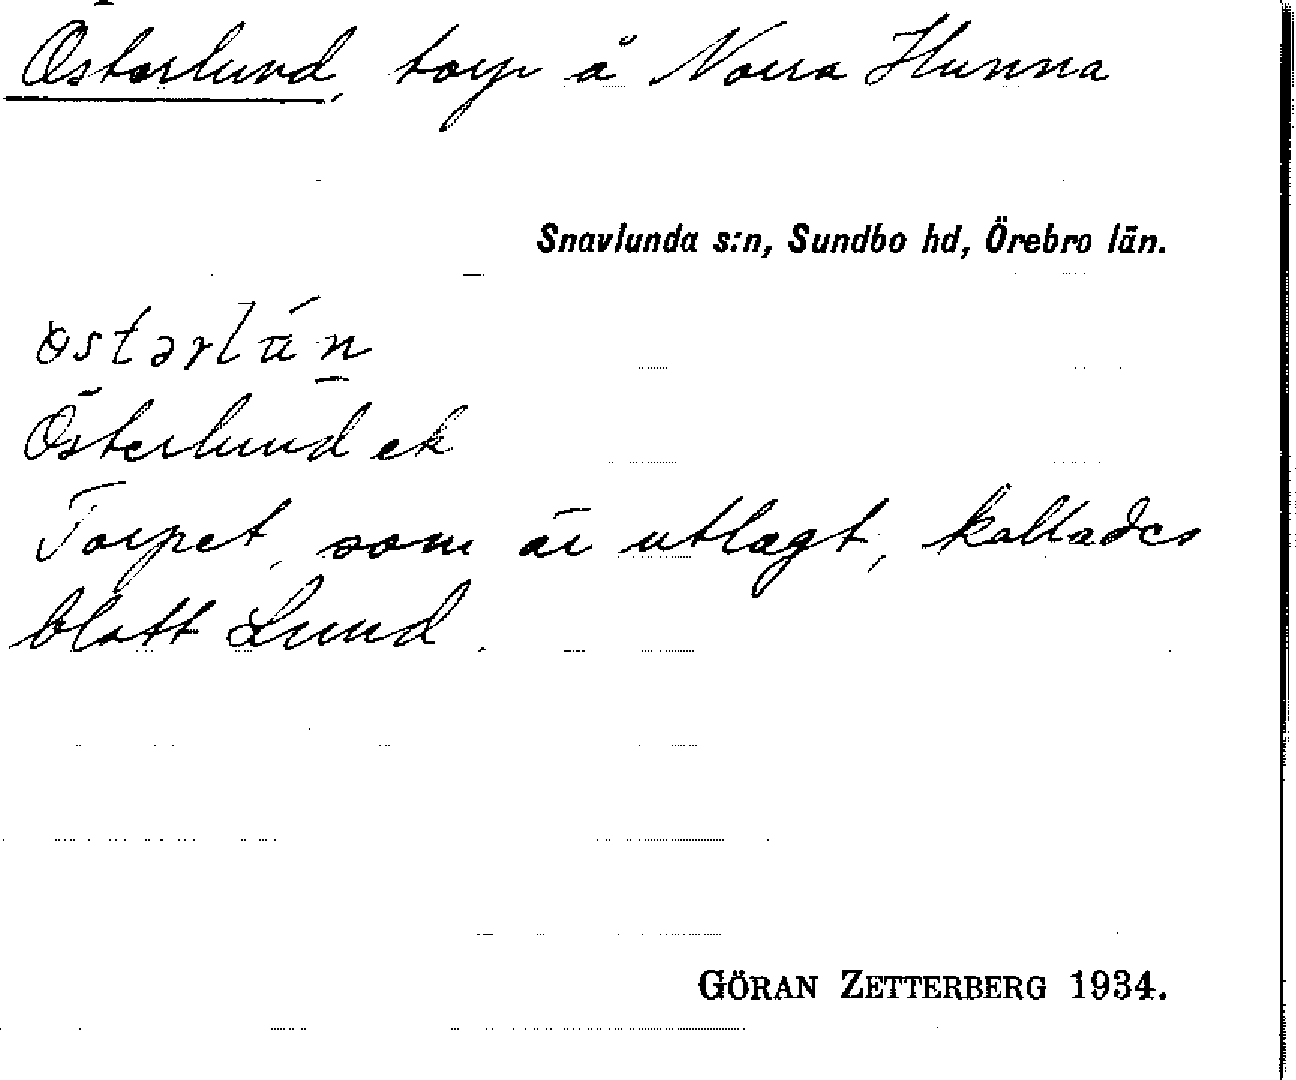 Österlund, torp å Norra Hunna
Snavlunda s:n, Sundbo hd, Örebro län.
östərlún
Österlund ek
Torpet, som är utlagt, kallades
blott Lund.
GÖRAN ZETTERBERG 1934.